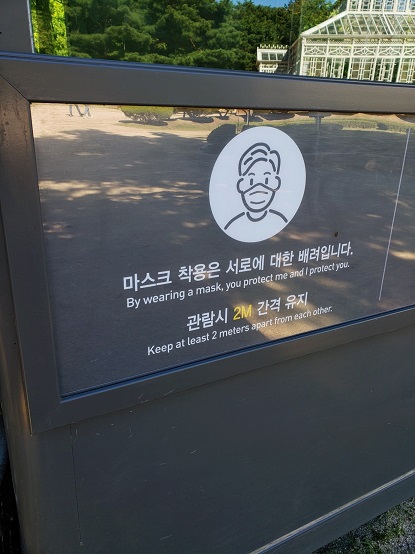 마스크 착용은 서로에 대한 배려입니다.
By wearing a mask, you protect me and I protect you.
관람시 2M 간격 유지
Keep at least 2 meters apart from each other.